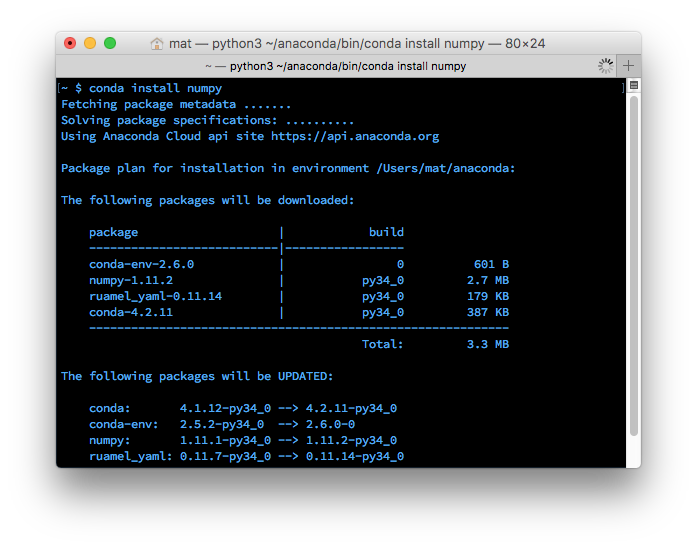 mat — python3 ~/anaconda/bin/conda install numpy — 80×24
~ — python3 ~/anaconda/bin/conda install numpy
[~ $ conda install numpy ]
Fetching package metadata .......
Solving package specifications: ..........
Using Anaconda Cloud api site https://api.anaconda.org
Package plan for installation in environment /Users/mat/anaconda:
The following packages will be downloaded:
package | build
---------------------------|-----------------
conda-env-2.6.0 | 0 601 B
numpy-1.11.2 | py34_0 2.7 MB
ruamel_yaml-0.11.14 | py34_0 179 KB
conda-4.2.11 | py34_0 387 KB
------------------------------------------------------------
Total: 3.3 MB
The following packages will be UPDATED:
conda: 4.1.12-py34_0 --> 4.2.11-py34_0
conda-env: 2.5.2-py34_0 --> 2.6.0-0
numpy: 1.11.1-py34_0 --> 1.11.2-py34_0
ruamel_yaml: 0.11.7-py34_0 --> 0.11.14-py34_0